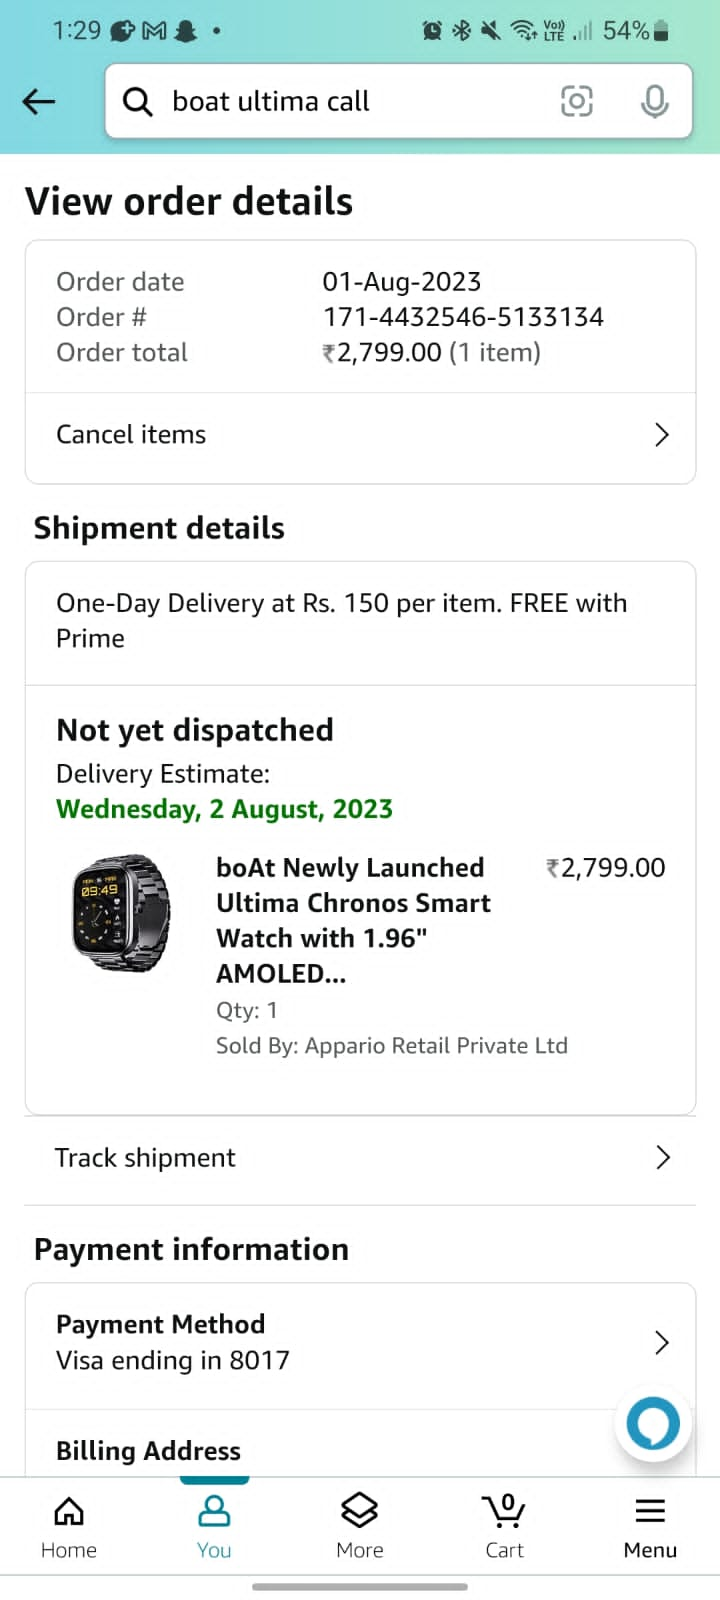 1:29
54%
VoLTE
boat ultima call
View order details
Order date 01-Aug-2023
Order # 171-4432546-5133134
Order total ₹2,799.00 (1 item)
Cancel items
Shipment details
One-Day Delivery at Rs. 150 per item. FREE with
Prime
Not yet dispatched
Delivery Estimate:
Wednesday, 2 August, 2023
09:49
boAt Newly Launched ₹2,799.00
Ultima Chronos Smart
Watch with 1.96"
AMOLED...
Qty: 1
Sold By: Appario Retail Private Ltd
Track shipment
Payment information
Payment Method
Visa ending in 8017
Billing Address
0
Home You More Cart Menu